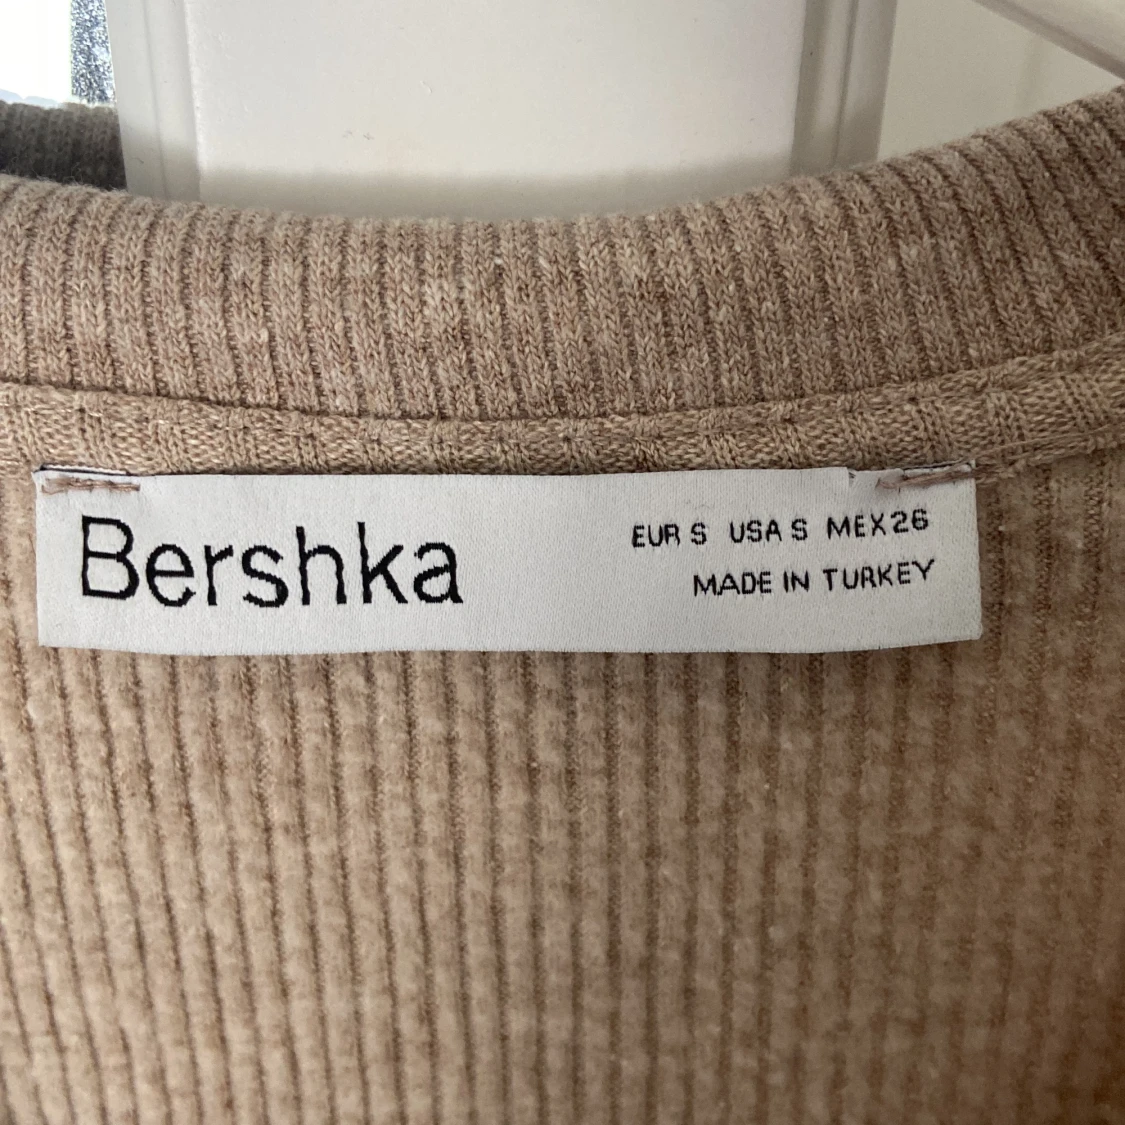 Bershka
EUR S USA S MEX 26
MADE IN TURKEY